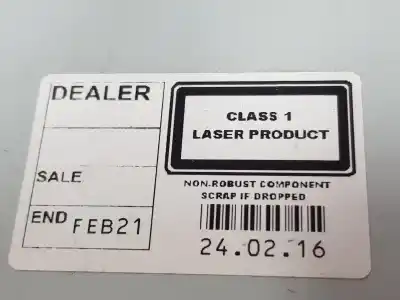 DEALER
SALE
END FEB21
CLASS 1
LASER PRODUCT
NON-ROBUST COMPONENT
SCRAP IF DROPPED
24.02.16